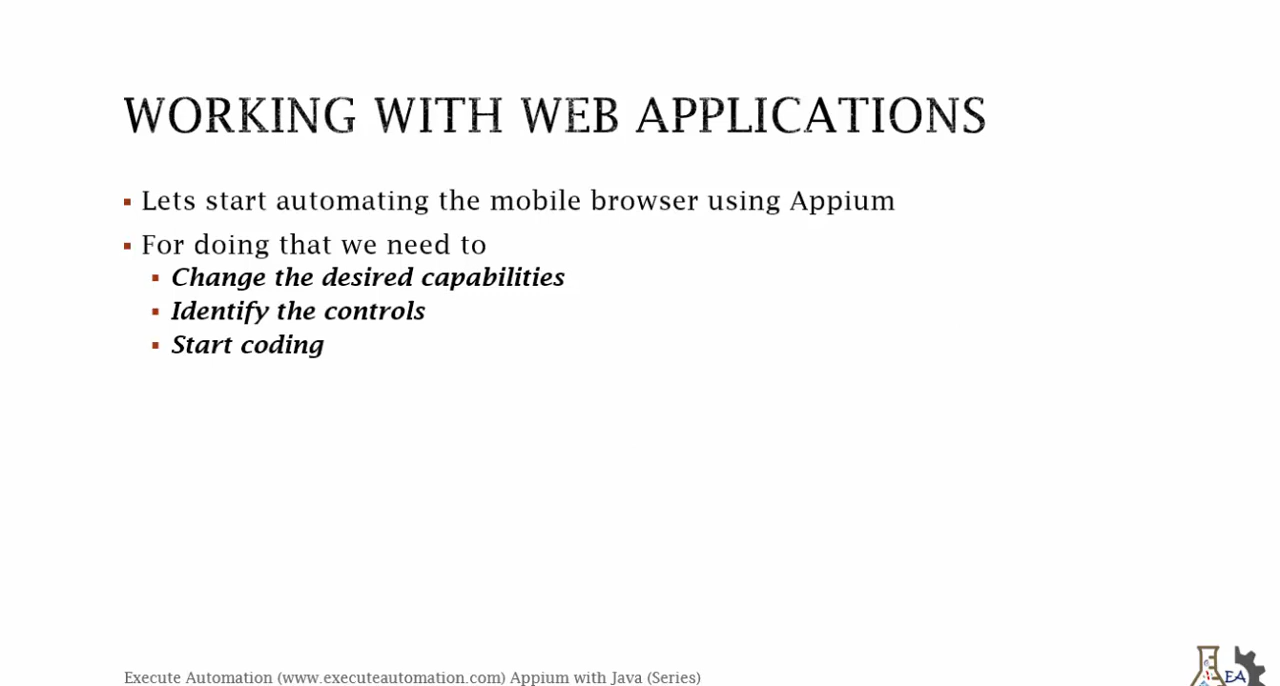 WORKING WITH WEB APPLICATIONS
Lets start automating the mobile browser using Appium
For doing that we need to
Change the desired capabilities
Identify the controls
Start coding
Execute Automation (www.executeautomation.com) Appium with Java (Series)
EA